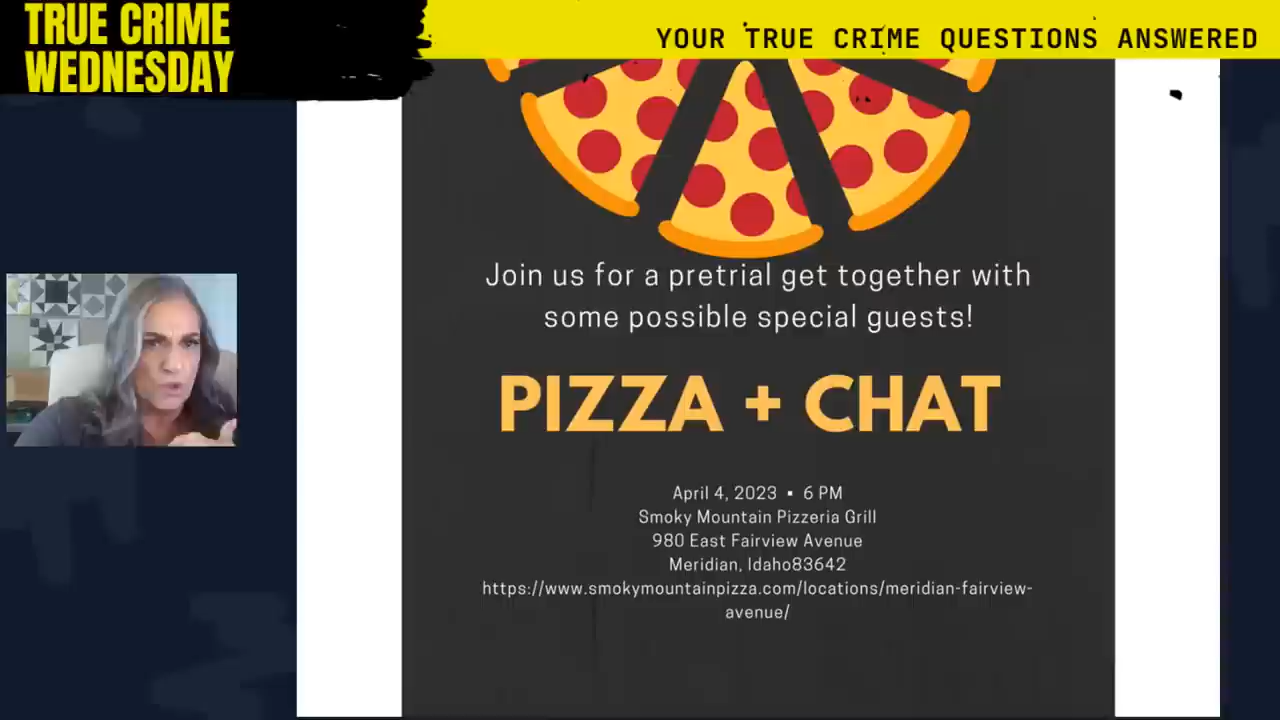 TRUE CRIME
WEDNESDAY
YOUR TRUE CRIME QUESTIONS ANSWERED
Join us for a pretrial get together with
some possible special guests!
PIZZA + CHAT
April 4, 2023 ▪ 6 PM
Smoky Mountain Pizzeria Grill
980 East Fairview Avenue
Meridian, Idaho83642
https://www.smokymountainpizza.com/locations/meridian-fairview-
avenue/